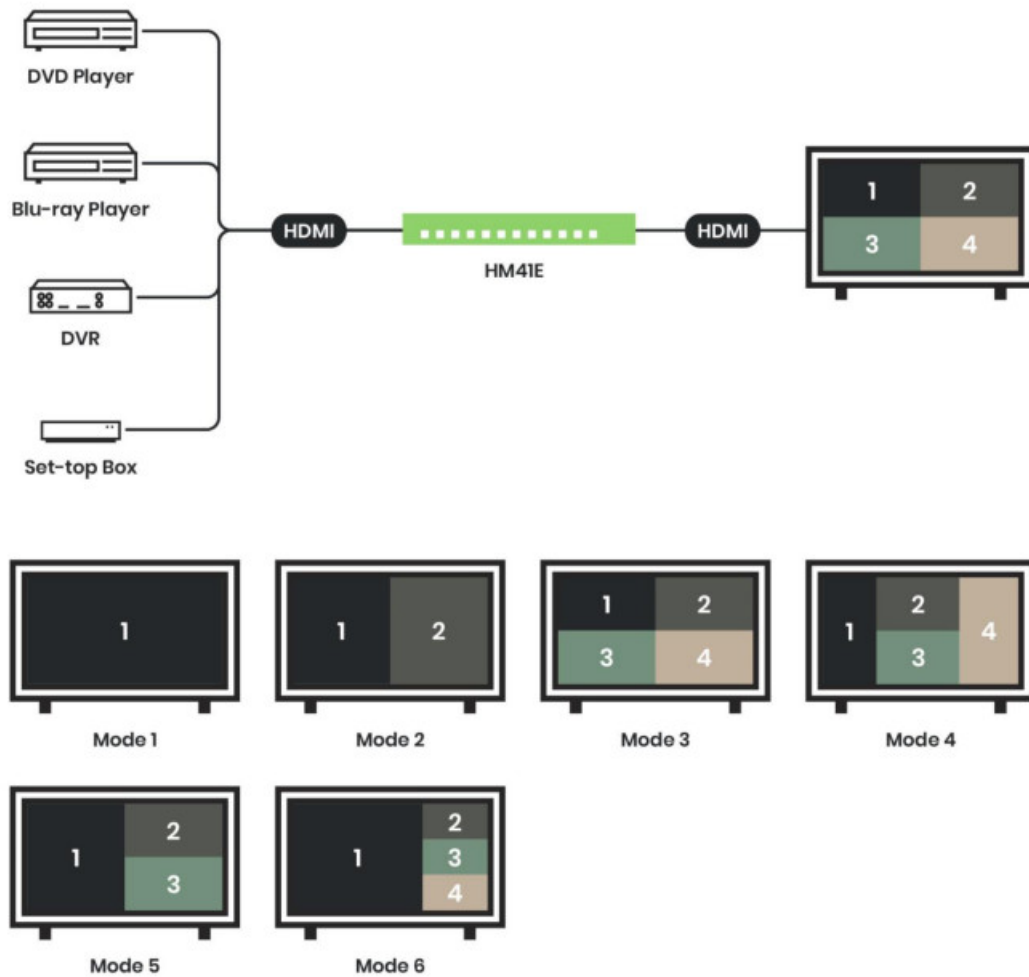 DVD Player
Blu-ray Player
DVR
Set-top Box
HDMI
HM41E
HDMI
1 2
3 4
1
Mode 1
1 2
Mode 2
1 2
3 4
Mode 3
1 2 3 4
Mode 4
1 2 3
Mode 5
1 2 3 4
Mode 6